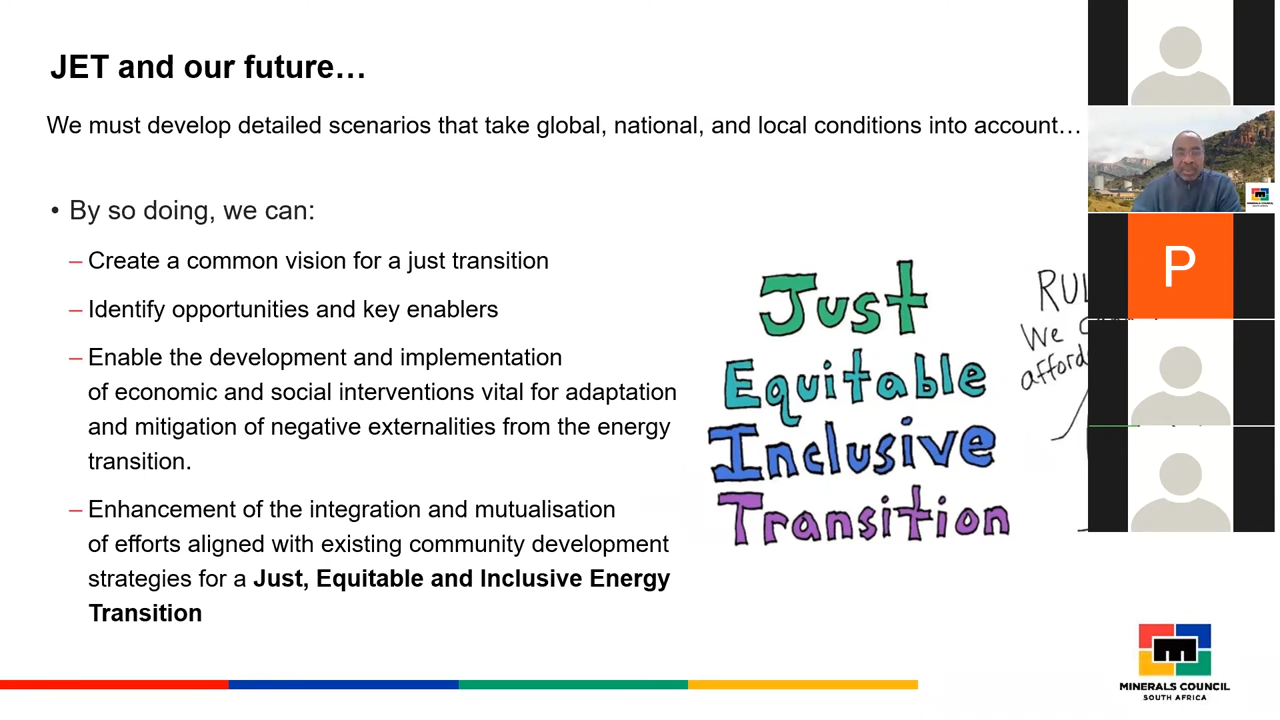 JET and our future…
We must develop detailed scenarios that take global, national, and local conditions into account…
• By so doing, we can:
– Create a common vision for a just transition
– Identify opportunities and key enablers
– Enable the development and implementation
of economic and social interventions vital for adaptation
and mitigation of negative externalities from the energy
transition.
– Enhancement of the integration and mutualisation
of efforts aligned with existing community development
strategies for a Just, Equitable and Inclusive Energy
Transition
Just
Equitable
Inclusive
Transition
We
P
MINERALS COUNCIL
SOUTH AFRICA
MINERALS COUNCIL